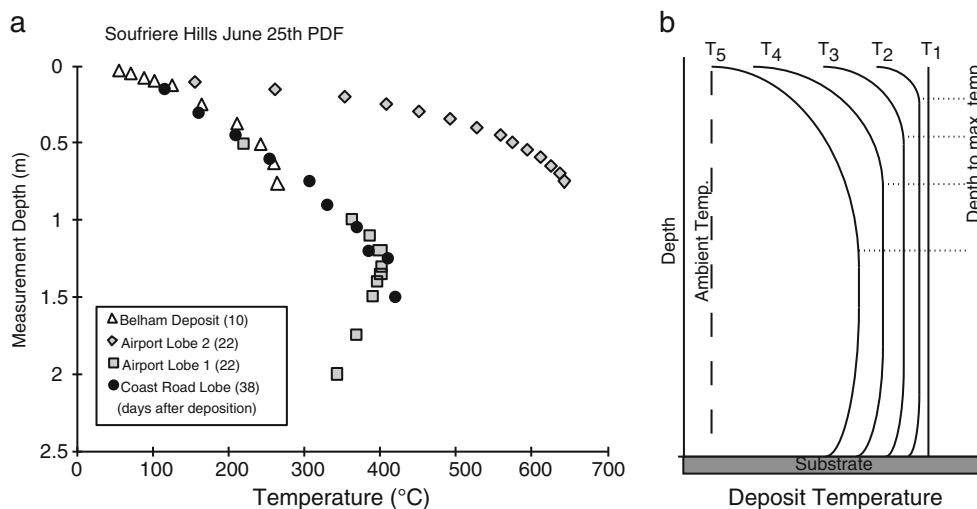 a
Soufriere Hills June 25th PDF
0
0.5
1
1.5
2
2.5
Measurement Depth (m)
Belham Deposit (10)
Airport Lobe 2 (22)
Airport Lobe 1 (22)
Coast Road Lobe (38)
(days after deposition)
0 100 200 300 400 500 600 700
Temperature (°C)
b
T5 T4 T3 T2 T1
Depth
Ambient Temp.
Depth to max. temp.
Substrate
Deposit Temperature